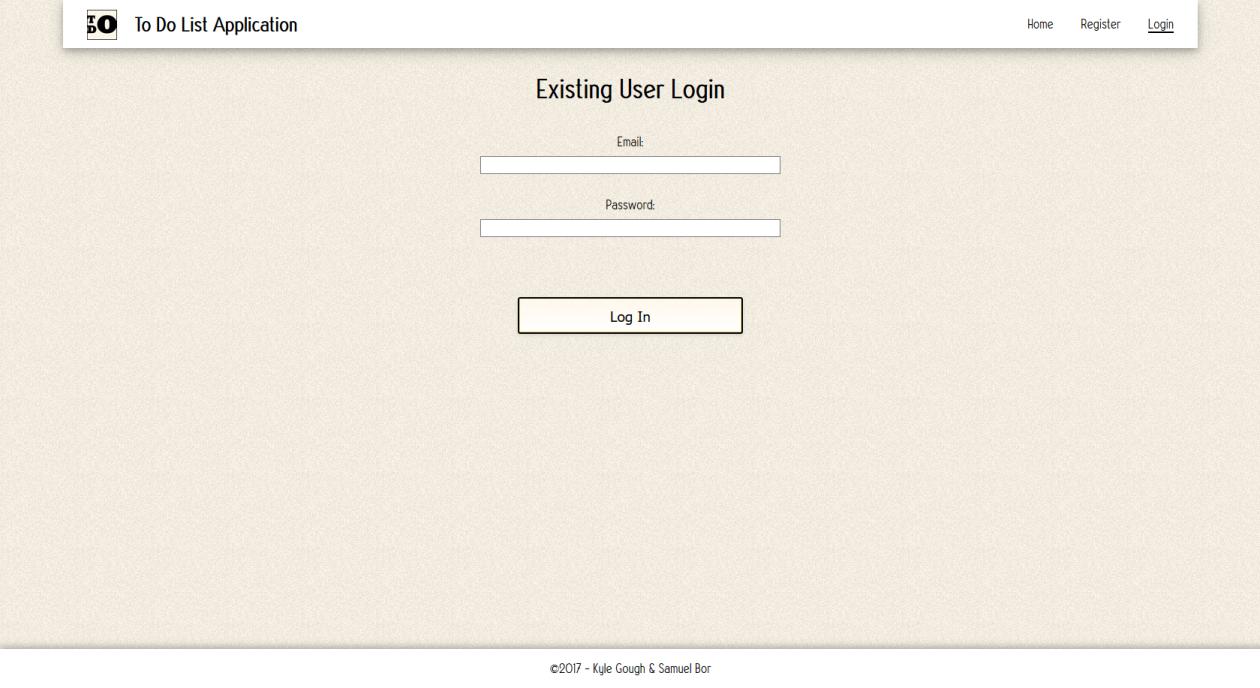 TO
DO
To Do List Application
Home
Register
Login
Existing User Login
Email:
Password:
Log In
©2017 - Kyle Gough & Samuel Bor